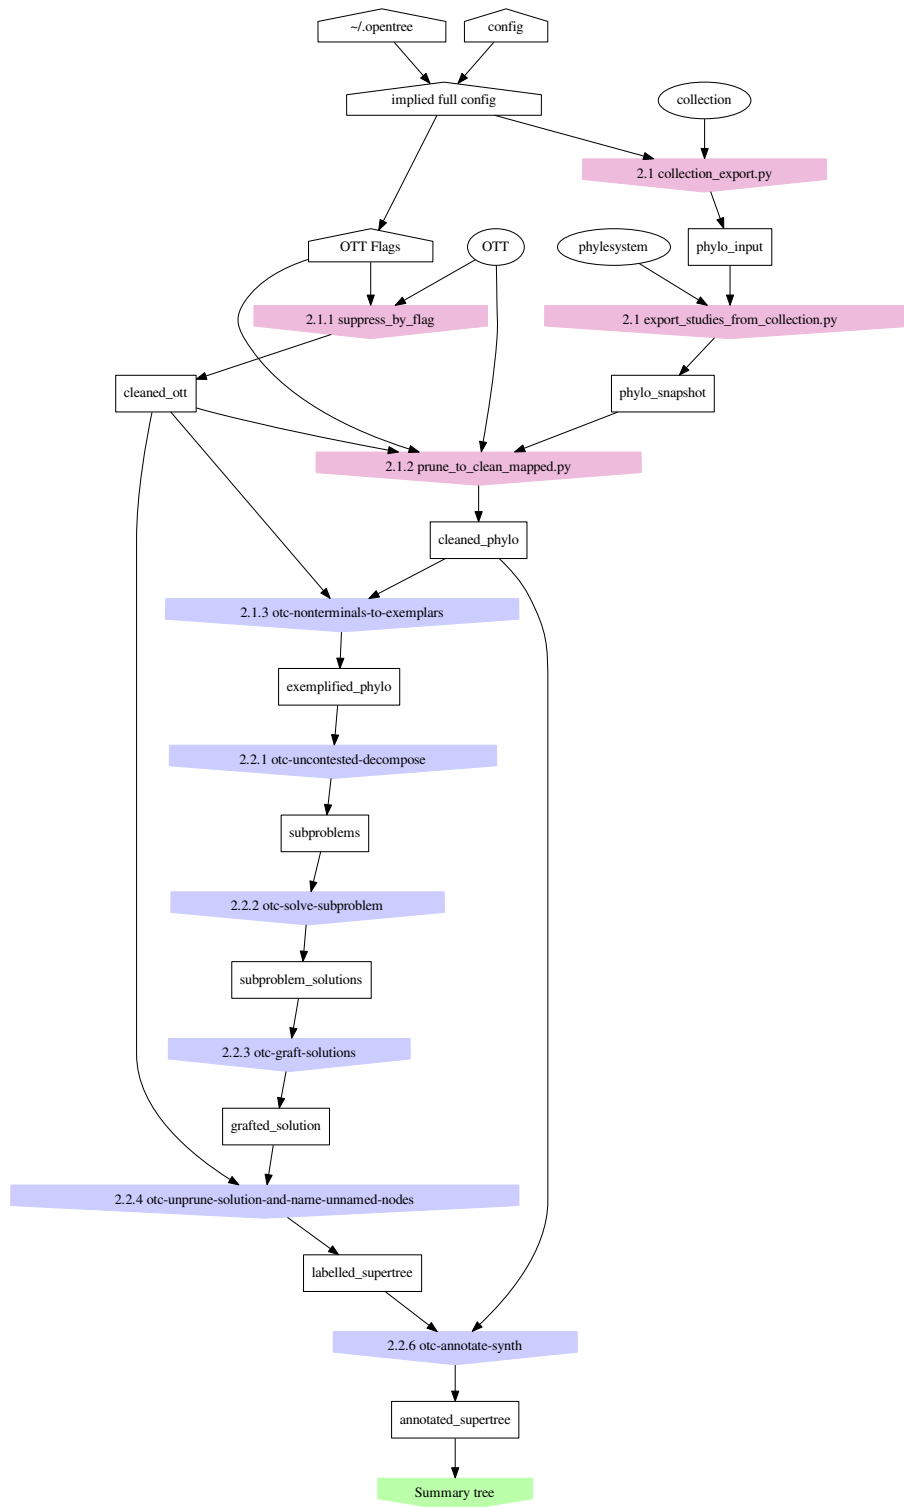 ~/.opentree
config
implied full config
collection
2.1 collection_export.py
OTT Flags
OTT
phylesystem
phylo_input
2.1.1 suppress_by_flag
2.1 export_studies_from_collection.py
cleaned_ott
phylo_snapshot
2.1.2 prune_to_clean_mapped.py
cleaned_phylo
2.1.3 otc-nonterminals-to-exemplars
exemplified_phylo
2.2.1 otc-uncontested-decompose
subproblems
2.2.2 otc-solve-subproblem
subproblem_solutions
2.2.3 otc-graft-solutions
grafted_solution
2.2.4 otc-unprune-solution-and-name-unnamed-nodes
labelled_supertree
2.2.6 otc-annotate-synth
annotated_supertree
Summary tree